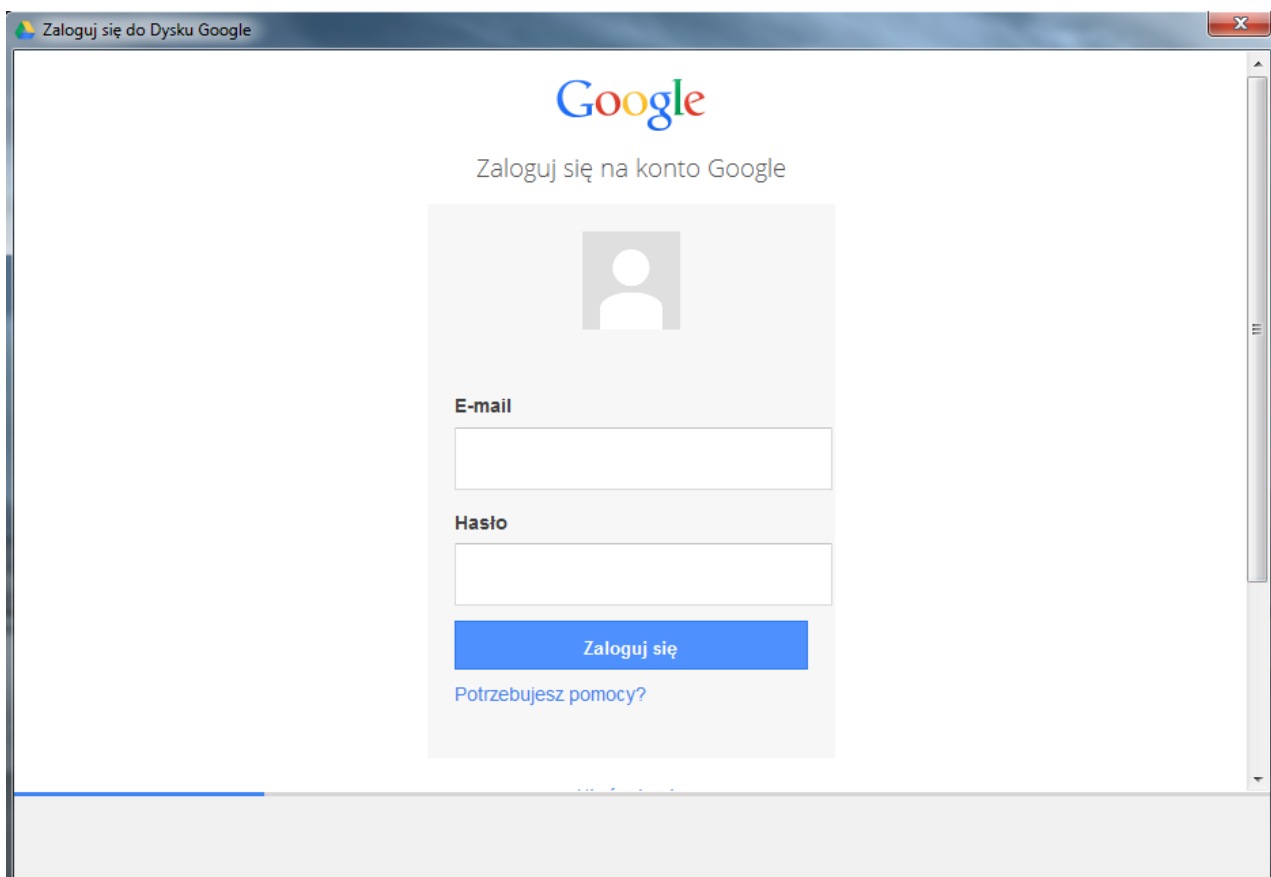 Zaloguj się do Dysku Google
Google
Zaloguj się na konto Google
E-mail
Hasło
Zaloguj się
Potrzebujesz pomocy?